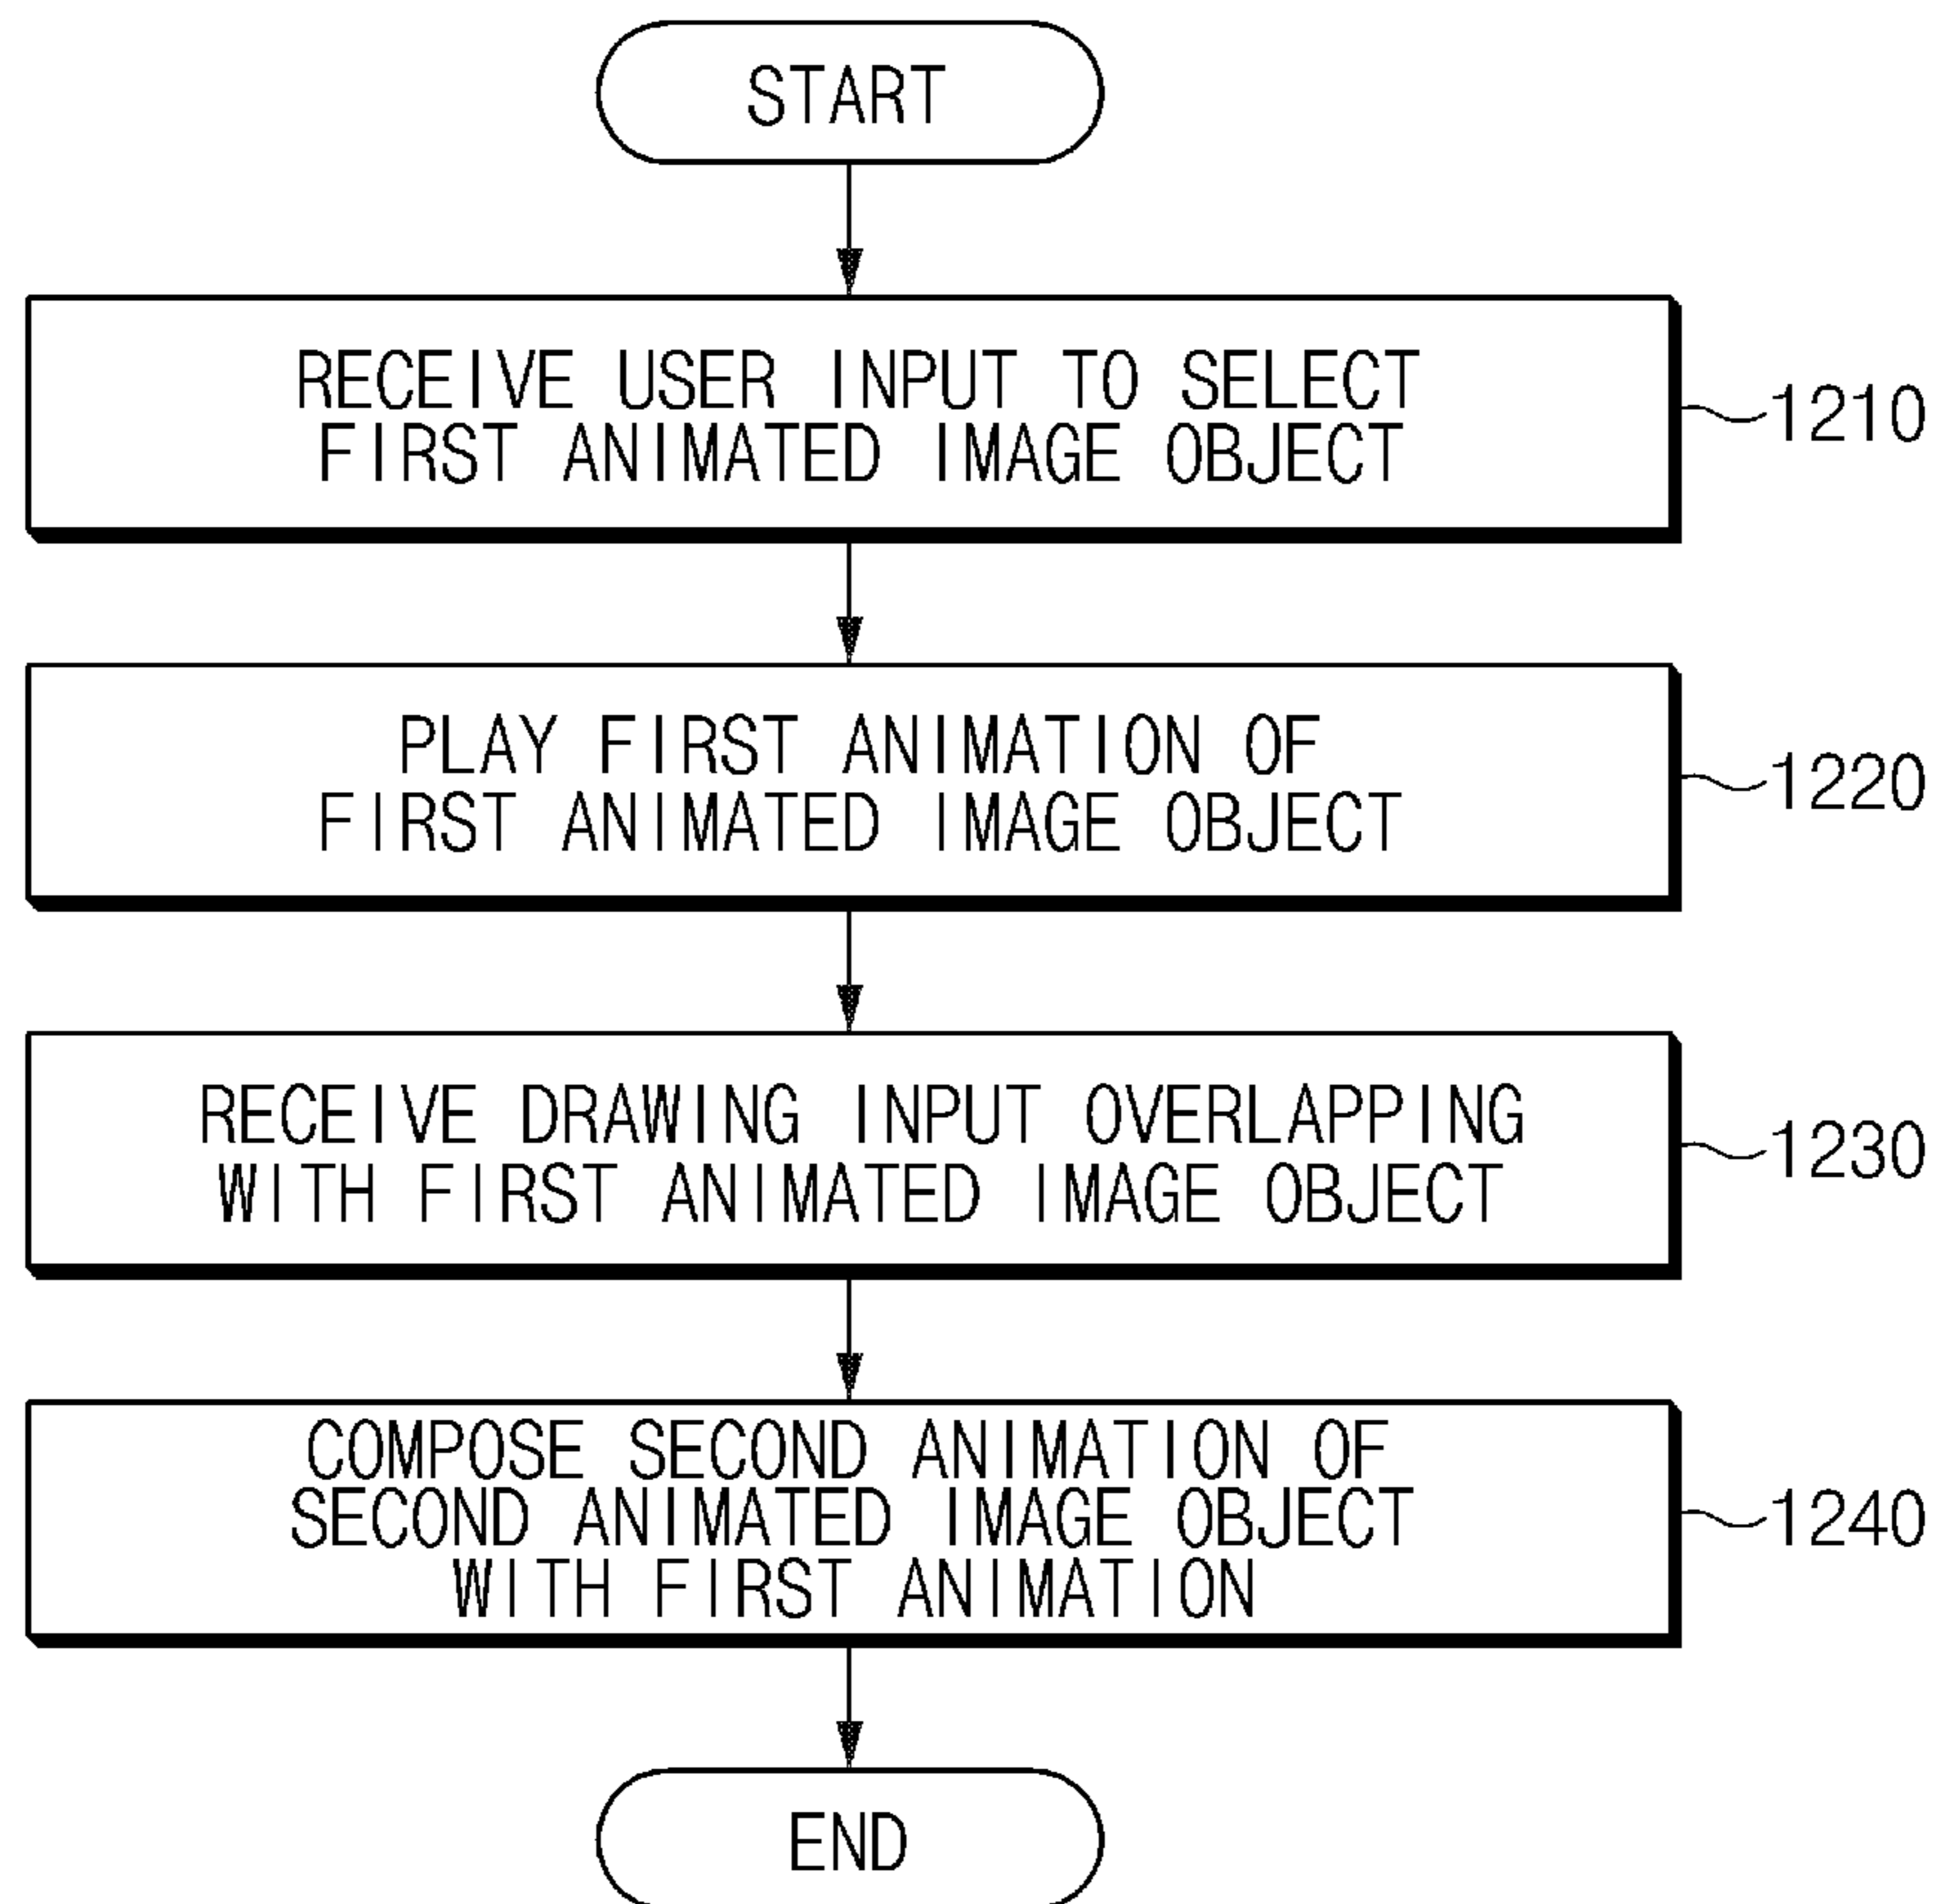 START
RECEIVE USER INPUT TO SELECT
FIRST ANIMATED IMAGE OBJECT
1210
PLAY FIRST ANIMATION OF
FIRST ANIMATED IMAGE OBJECT
1220
RECEIVE DRAWING INPUT OVERLAPPING
WITH FIRST ANIMATED IMAGE OBJECT
1230
COMPOSE SECOND ANIMATION OF
SECOND ANIMATED IMAGE OBJECT
WITH FIRST ANIMATION
1240
END